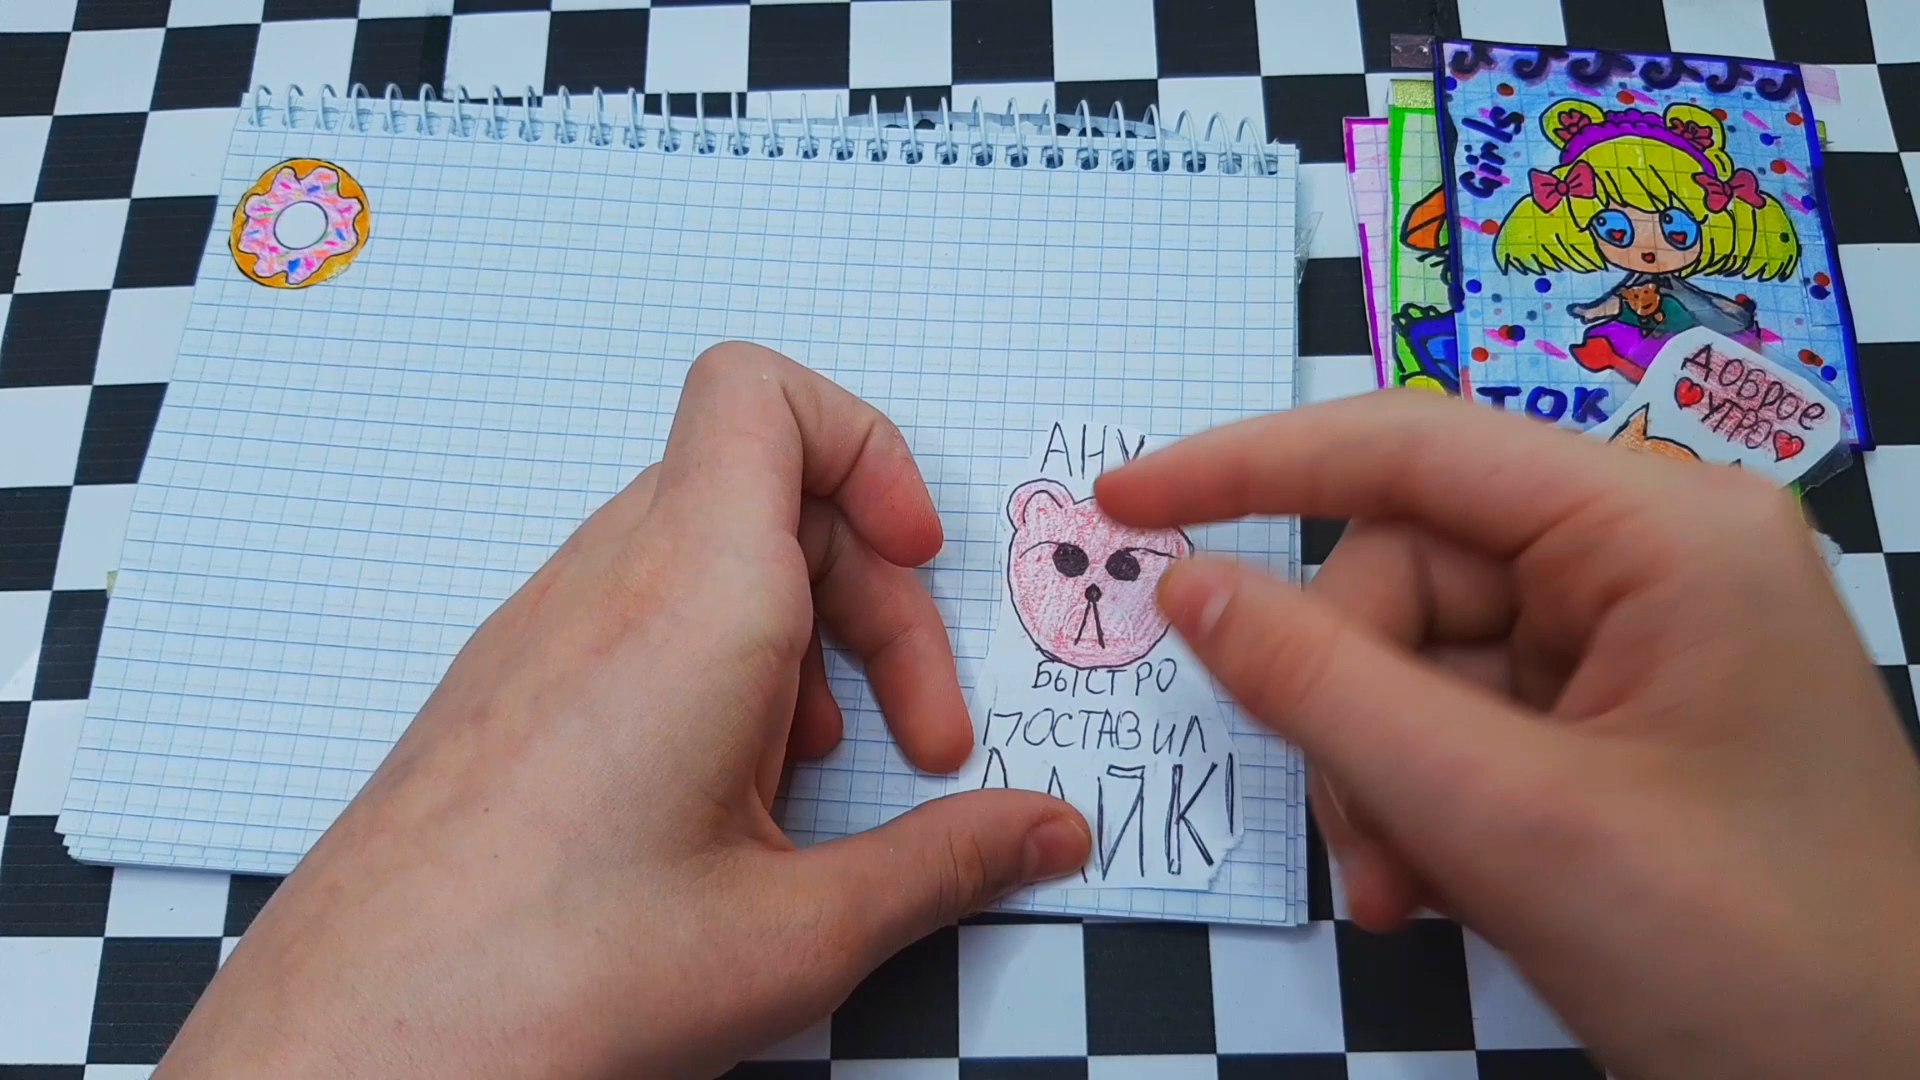 Girls
ТОК
ДОБРОЕ
УТРО
АНУ
БЫСТРО
ПОСТАВИЛ
ЛАЙК!